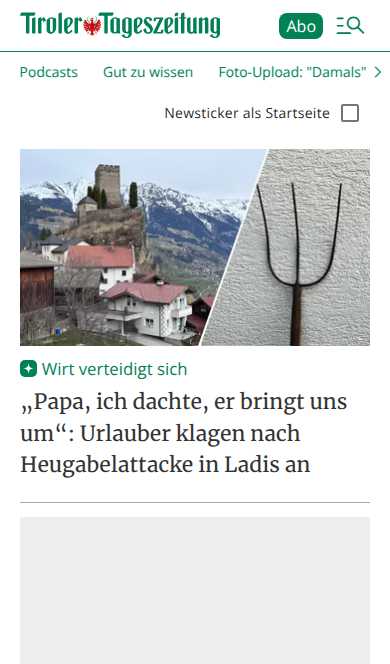 Tiroler Tageszeitung
Abo
Podcasts Gut zu wissen Foto-Upload: "Damals"
Newsticker als Startseite
Wirt verteidigt sich
„Papa, ich dachte, er bringt uns
um“: Urlauber klagen nach
Heugabelattacke in Ladis an